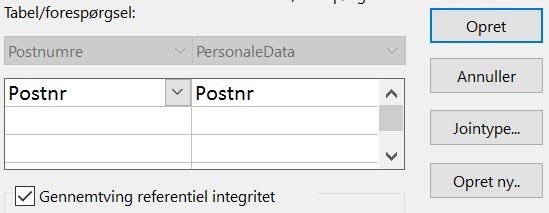 Tabel/forespørgsel:
Opret
Postnumre PersonaleData
Annuller
Postnr Postnr
Jointype...
Opret ny..
Gennemtving referentiel integritet